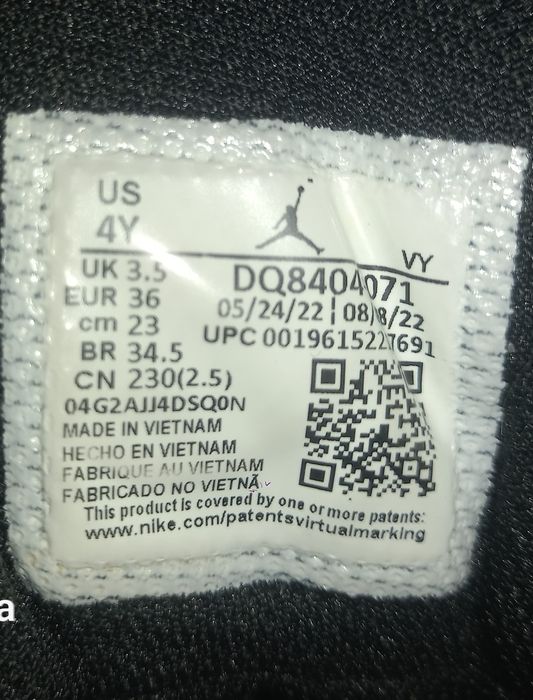 US
4Y
VY
UK 3.5
EUR 36
cm 23
BR 34.5
CN 230(2.5)
DQ8404071
05/24/22 | 08/8/22
UPC 0019615227691
04G2AJJ4DSQ0N
MADE IN VIETNAM
HECHO EN VIETNAM
FABRIQUE AU VIETNAM
FABRICADO NO VIETNÃ
This product is covered by one or more patents:
www.nike.com/patentsvirtualmarking
a